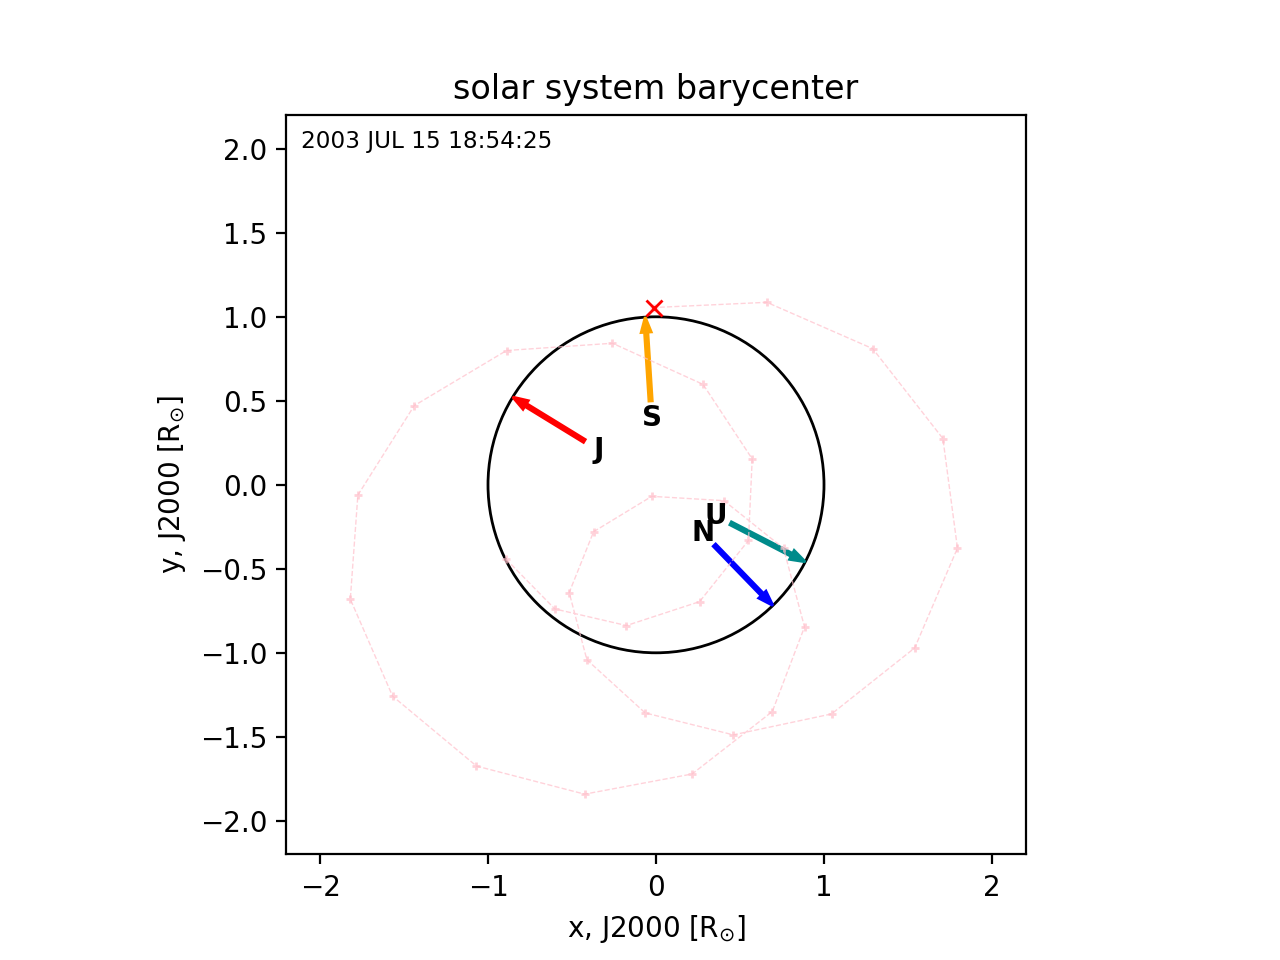 solar system barycenter
2003 JUL 15 18:54:25
2.0
1.5
1.0
0.5
0.0
−0.5
−1.0
−1.5
−2.0
y, J2000 [R☉]
S
J
U
N
−2 −1 0 1 2
x, J2000 [R☉]